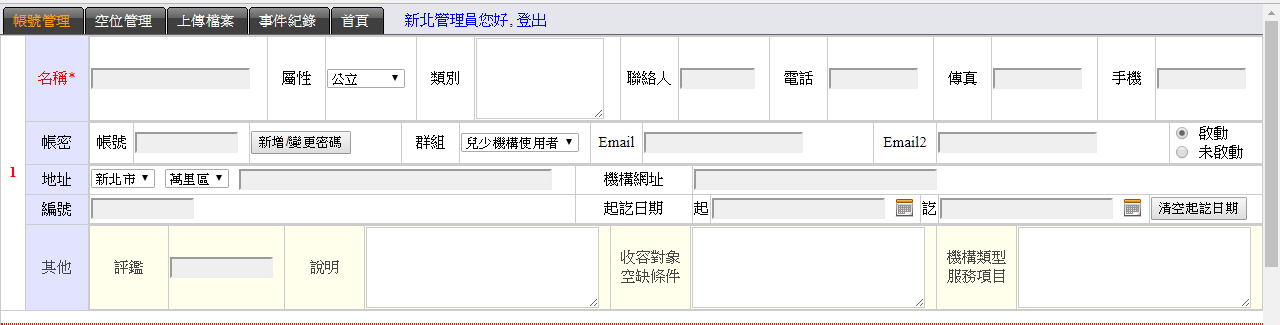 帳號管理 空位管理 上傳檔案 事件紀錄 首頁 新北管理員您好, 登出
名稱* 屬性 公立 類別 聯絡人 電話 傳真 手機
帳密 帳號 新增/變更密碼 群組 兒少機構使用者 Email Email2 啟動
未啟動
1
地址 新北市 萬里區 機構網址
編號 起訖日期 起 訖 清空起訖日期
其他 評鑑 說明 收容對象
空缺條件
機構類型
服務項目